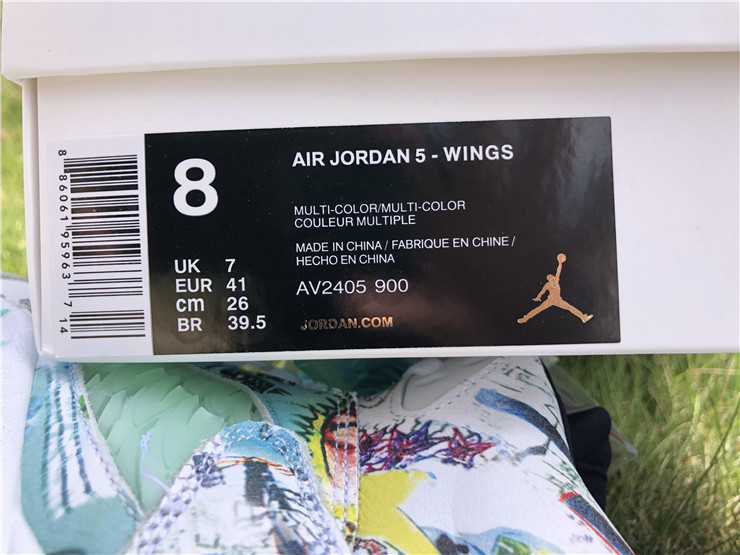 8 86061 95963 7 14
8
AIR JORDAN 5 - WINGS
MULTI-COLOR/MULTI-COLOR
COULEUR MULTIPLE
MADE IN CHINA / FABRIQUE EN CHINE /
HECHO EN CHINA
UK 7
EUR 41
cm 26
BR 39.5
AV2405 900
JORDAN.COM